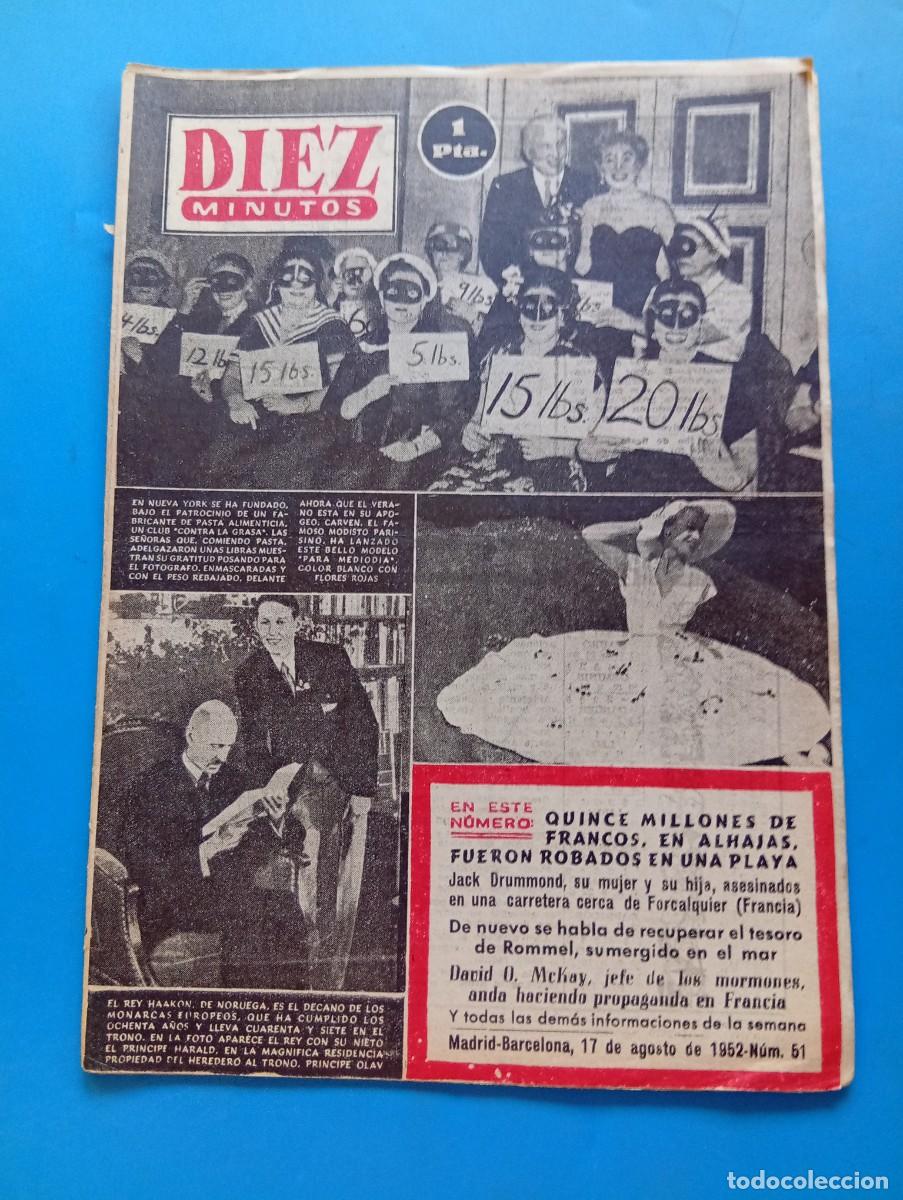 DIEZ
MINUTOS
1
Pta.
4 lbs.
12 lb
15 lbs.
5 lbs.
9 lbs
15 lbs.
20 lbs
EN NUEVA YORK SE HA FUNDADO,
BAJO EL PATROCINIO DE UN FA-
BRICANTE DE PASTA ALIMENTICIA,
UN CLUB "CONTRA LA GRASA". LAS
SEÑORAS QUE, COMIENDO PASTA,
ADELGAZARON UNAS LIBRAS MUES-
TRAN SU GRATITUD POSANDO PARA
EL FOTOGRAFO, ENMASCARADAS Y
CON EL PESO REBAJADO, DELANTE
AHORA QUE EL VERA-
NO ESTA EN SU APO-
GEO, CARVEN, EL FA-
MOSO MODISTO PARI-
SINO, HA LANZADO
ESTE BELLO MODELO
"PARA MEDIODIA"
COLOR BLANCO CON
FLORES ROJAS
EL REY HAAKON, DE NORUEGA, ES EL DECANO DE LOS
MONARCAS EUROPEOS, QUE HA CUMPLIDO LOS
OCHENTA AÑOS Y LLEVA CUARENTA Y SIETE EN EL
TRONO. EN LA FOTO APARECE EL REY CON SU NIETO
EL PRINCIPE HARALD, EN LA MAGNIFICA RESIDENCIA
PROPIEDAD DEL HEREDERO AL TRONO, PRINCIPE OLAV
EN ESTE
NÚMERO:
QUINCE MILLONES DE
FRANCOS, EN ALHAJAS,
FUERON ROBADOS EN UNA PLAYA
Jack Drummond, su mujer y su hija, asesinados
en una carretera cerca de Forcalquier (Francia)
De nuevo se habla de recuperar el tesoro
de Rommel, sumergido en el mar
David O. McKay, jefe de los mormones,
anda haciendo propaganda en Francia
Y todas las demás informaciones de la semana
Madrid-Barcelona, 17 de agosto de 1952-Núm. 51
todocoleccion